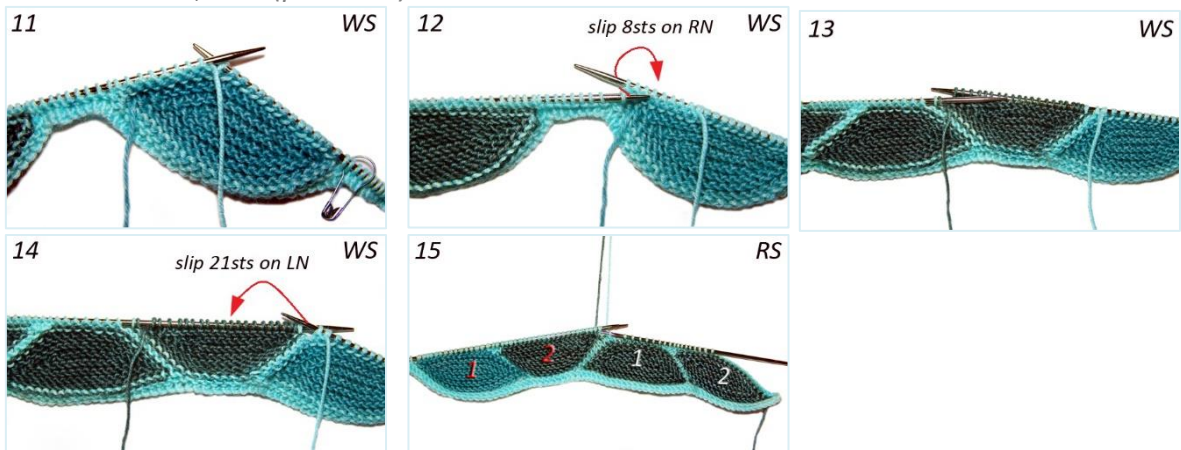 11 WS
12 WS
slip 8sts on RN
13 WS
14 WS
slip 21sts on LN
15 RS
1 2 1 2